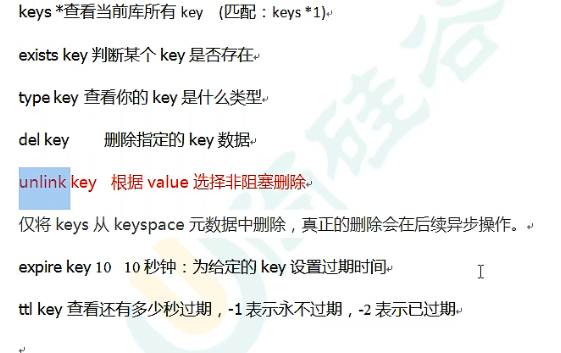 keys *查看当前库所有 key (匹配：keys *1)
exists key 判断某个 key 是否存在
type key 查看你的 key 是什么类型
del key 删除指定的 key 数据
unlink key 根据 value 选择非阻塞删除
仅将 keys 从 keyspace 元数据中删除，真正的删除会在后续异步操作。
expire key 10 10 秒钟：为给定的 key 设置过期时间
ttl key 查看还有多少秒过期，-1 表示永不过期，-2 表示已过期
尚硅谷